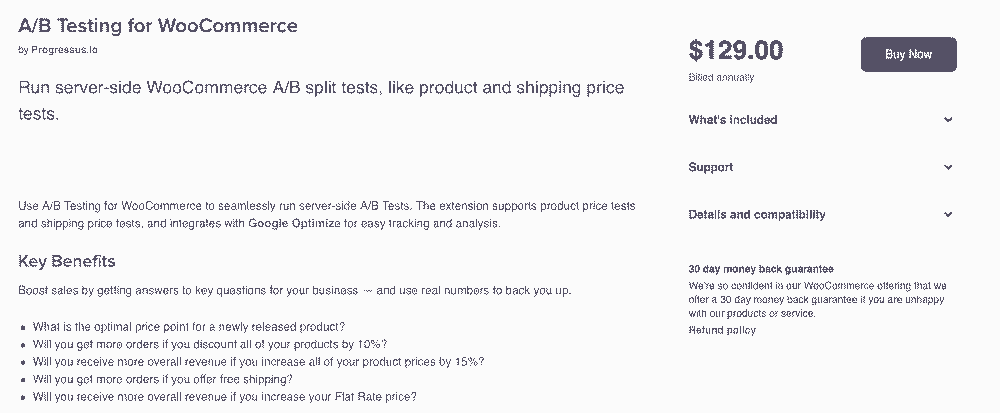 A/B Testing for WooCommerce
by Progressus.io
Run server-side WooCommerce A/B split tests, like product and shipping price
tests.
Use A/B Testing for WooCommerce to seamlessly run server-side A/B Tests. The extension supports product price tests
and shipping price tests, and integrates with Google Optimize for easy tracking and analysis.
Key Benefits
Boost sales by getting answers to key questions for your business — and use real numbers to back you up.
• What is the optimal price point for a newly released product?
• Will you get more orders if you discount all of your products by 10%?
• Will you receive more overall revenue if you increase all of your product prices by 15%?
• Will you get more orders if you offer free shipping?
• Will you receive more overall revenue if you increase your Flat Rate price?
$129.00
Buy Now
Billed annually
What's included
Support
Details and compatibility
30 day money back guarantee
We're so confident in our WooCommerce offering that we
offer a 30 day money back guarantee if you are unhappy
with our products or service.
Refund policy